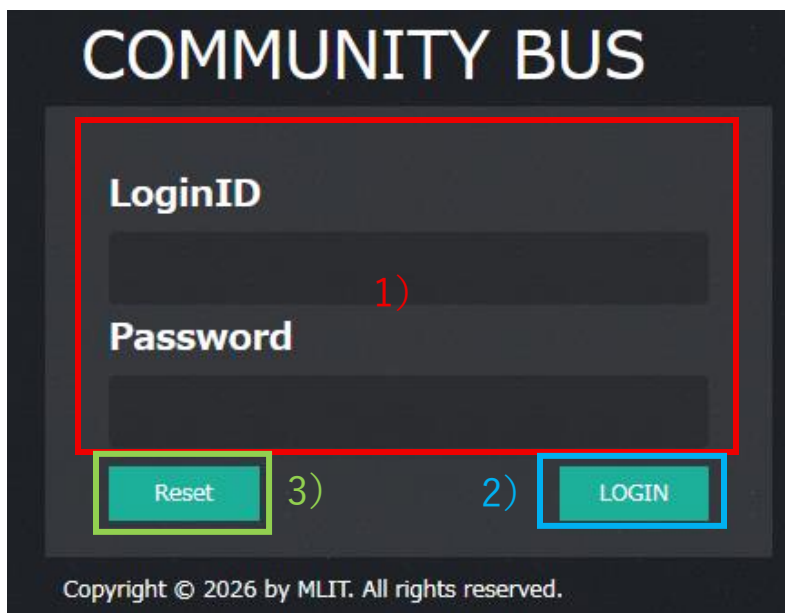 COMMUNITY BUS
LoginID
1）
Password
Reset 3） 2） LOGIN
Copyright © 2026 by MLIT. All rights reserved.